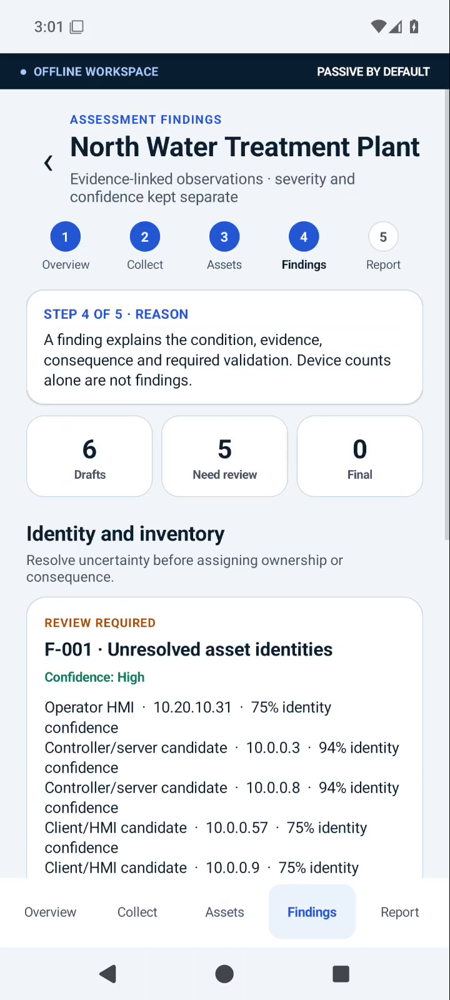 3:01
OFFLINE WORKSPACE
PASSIVE BY DEFAULT
ASSESSMENT FINDINGS
North Water Treatment Plant
Evidence-linked observations · severity and
confidence kept separate
1 2 3 4 5
Overview Collect Assets Findings Report
STEP 4 OF 5 · REASON
A finding explains the condition, evidence,
consequence and required validation. Device counts
alone are not findings.
6 5 0
Drafts Need review Final
Identity and inventory
Resolve uncertainty before assigning ownership or
consequence.
REVIEW REQUIRED
F-001 · Unresolved asset identities
Confidence: High
Operator HMI · 10.20.10.31 · 75% identity
confidence
Controller/server candidate · 10.0.0.3 · 94% identity
confidence
Controller/server candidate · 10.0.0.8 · 94% identity
confidence
Client/HMI candidate · 10.0.0.57 · 75% identity
confidence
Client/HMI candidate · 10.0.0.9 · 75% identity
Overview Collect Assets Findings Report